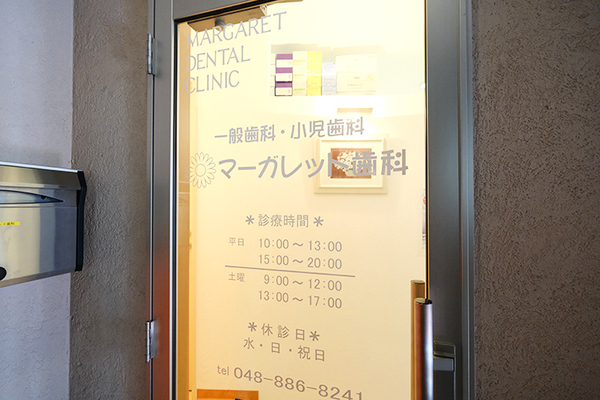 MARGARET
DENTAL
CLINIC
一般歯科・小児歯科
マーガレット歯科
＊診療時間＊
平日 10:00～13:00
15:00～20:00
土曜 9:00～12:00
13:00～17:00
＊休診日＊
水・日・祝日
tel 048-886-8241